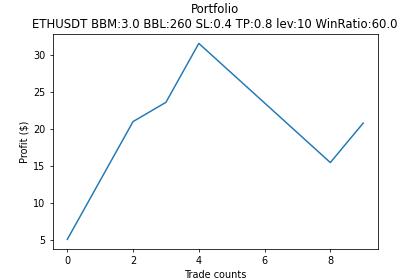 Portfolio
ETHUSDT BBM:3.0 BBL:260 SL:0.4 TP:0.8 lev:10 WinRatio:60.0
30
25
20
15
10
5
Profit ($)
0 2 4 6 8
Trade counts